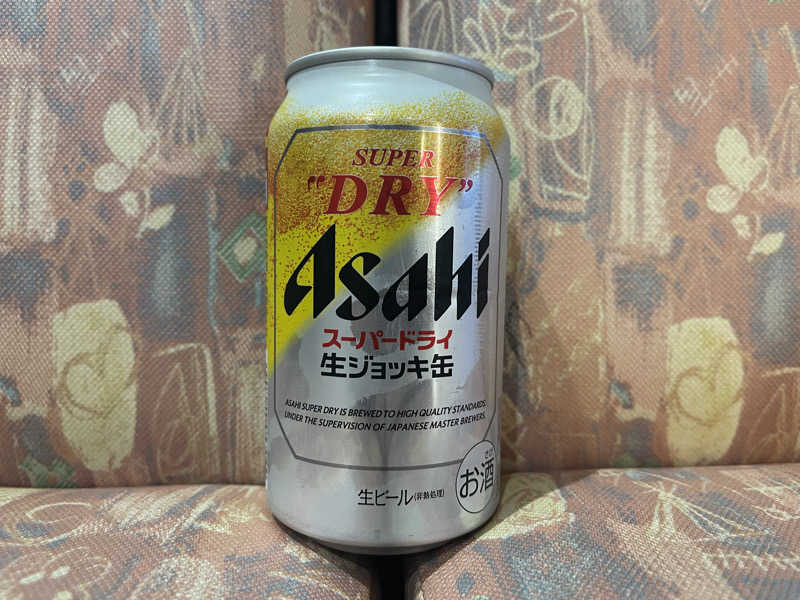 SUPER
"DRY"
Asahi
スーパードライ
生ジョッキ缶
ASAHI SUPER DRY IS BREWED TO HIGH QUALITY STANDARDS,
UNDER THE SUPERVISION OF JAPANESE MASTER BREWERS.
さけ
お酒
生ビール(非熱処理)